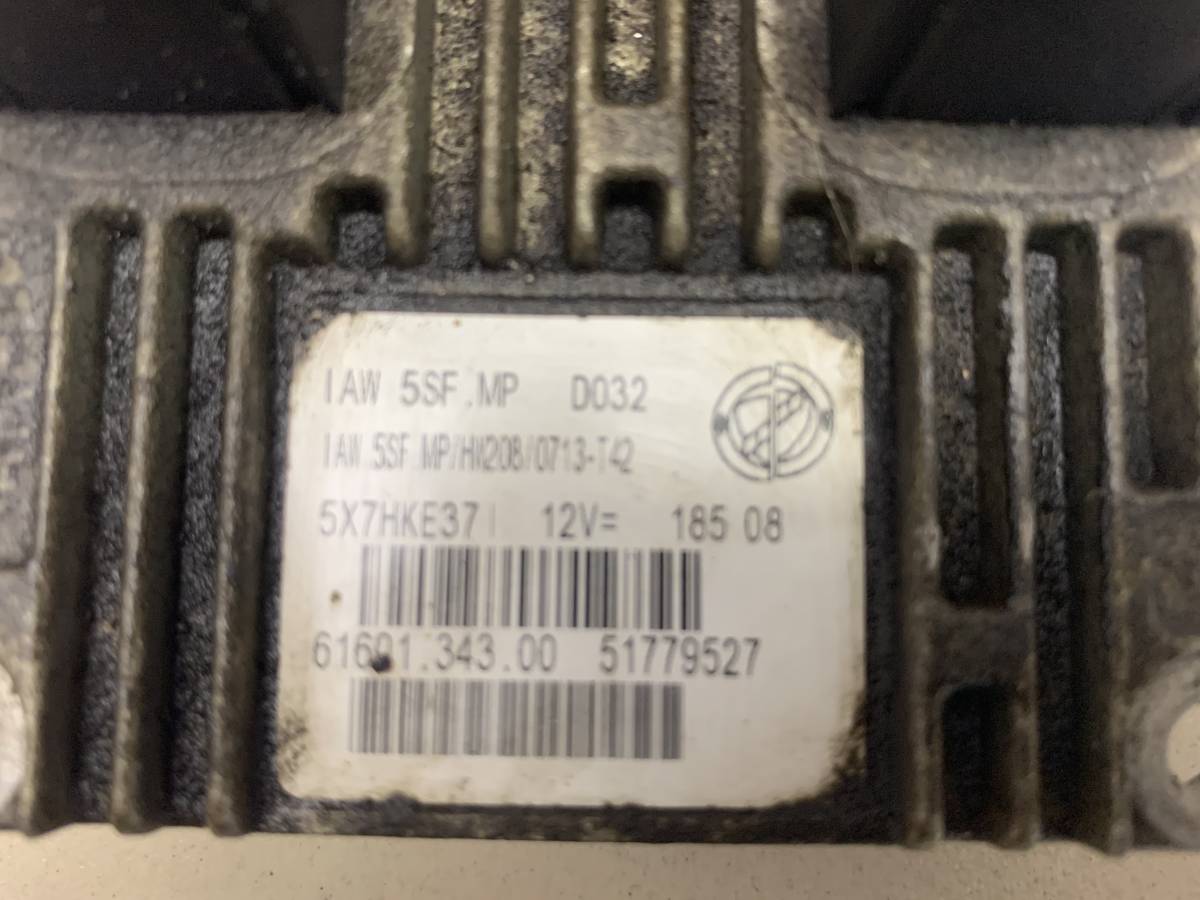 IAW 5SF.MP D032
IAW 5SF.MP/HW208/0713-T42
5X7HKE37 12V= 185 08
61601.343.00 51779527